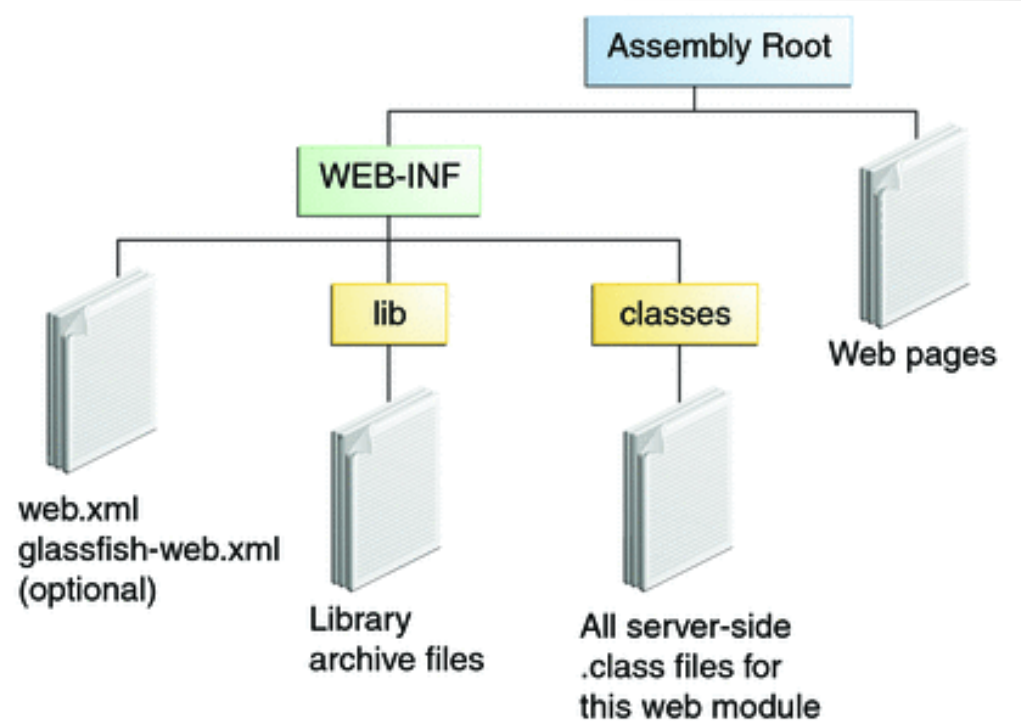 Assembly Root
WEB-INF
lib
classes
Web pages
web.xml
glassfish-web.xml
(optional)
Library
archive files
All server-side
.class files for
this web module